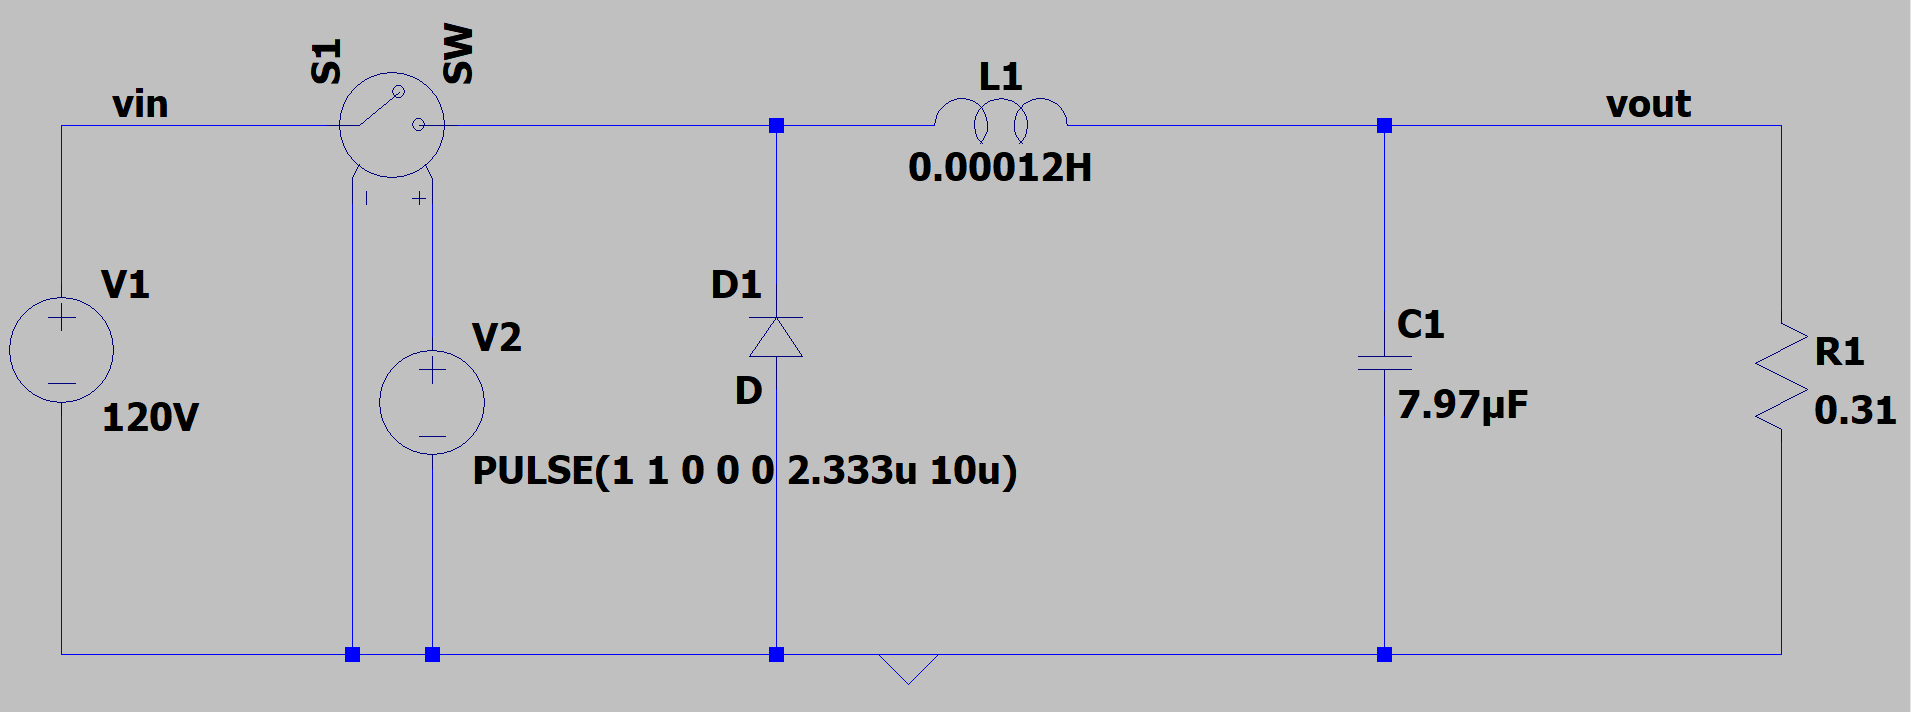 S1
SW
vin
L1
vout
0.00012H
V1
120V
V2
PULSE(1 1 0 0 0 2.333u 10u)
D1
D
C1
7.97µF
R1
0.31